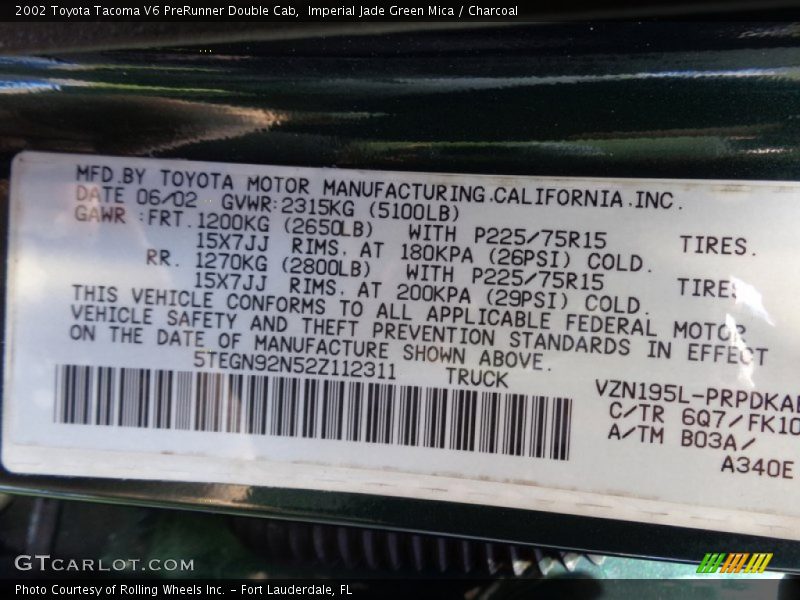 2002 Toyota Tacoma V6 PreRunner Double Cab,  Imperial Jade Green Mica / Charcoal
MFD.BY TOYOTA MOTOR MANUFACTURING.CALIFORNIA.INC.
DATE 06/02 GVWR:2315KG (5100LB)
GAWR :FRT.1200KG (2650LB) WITH P225/75R15 TIRES.
15X7JJ RIMS. AT 180KPA (26PSI) COLD.
RR. 1270KG (2800LB) WITH P225/75R15 TIRES
15X7JJ RIMS. AT 200KPA (29PSI) COLD.
THIS VEHICLE CONFORMS TO ALL APPLICABLE FEDERAL MOTOR
VEHICLE SAFETY AND THEFT PREVENTION STANDARDS IN EFFECT
ON THE DATE OF MANUFACTURE SHOWN ABOVE.
5TEGN92N52Z112311 TRUCK
VZN195L-PRPDKA
C/TR 6Q7/FK10
A/TM B03A/
A340E
GTCARLOT.COM
Photo Courtesy of Rolling Wheels Inc. – Fort Lauderdale, FL